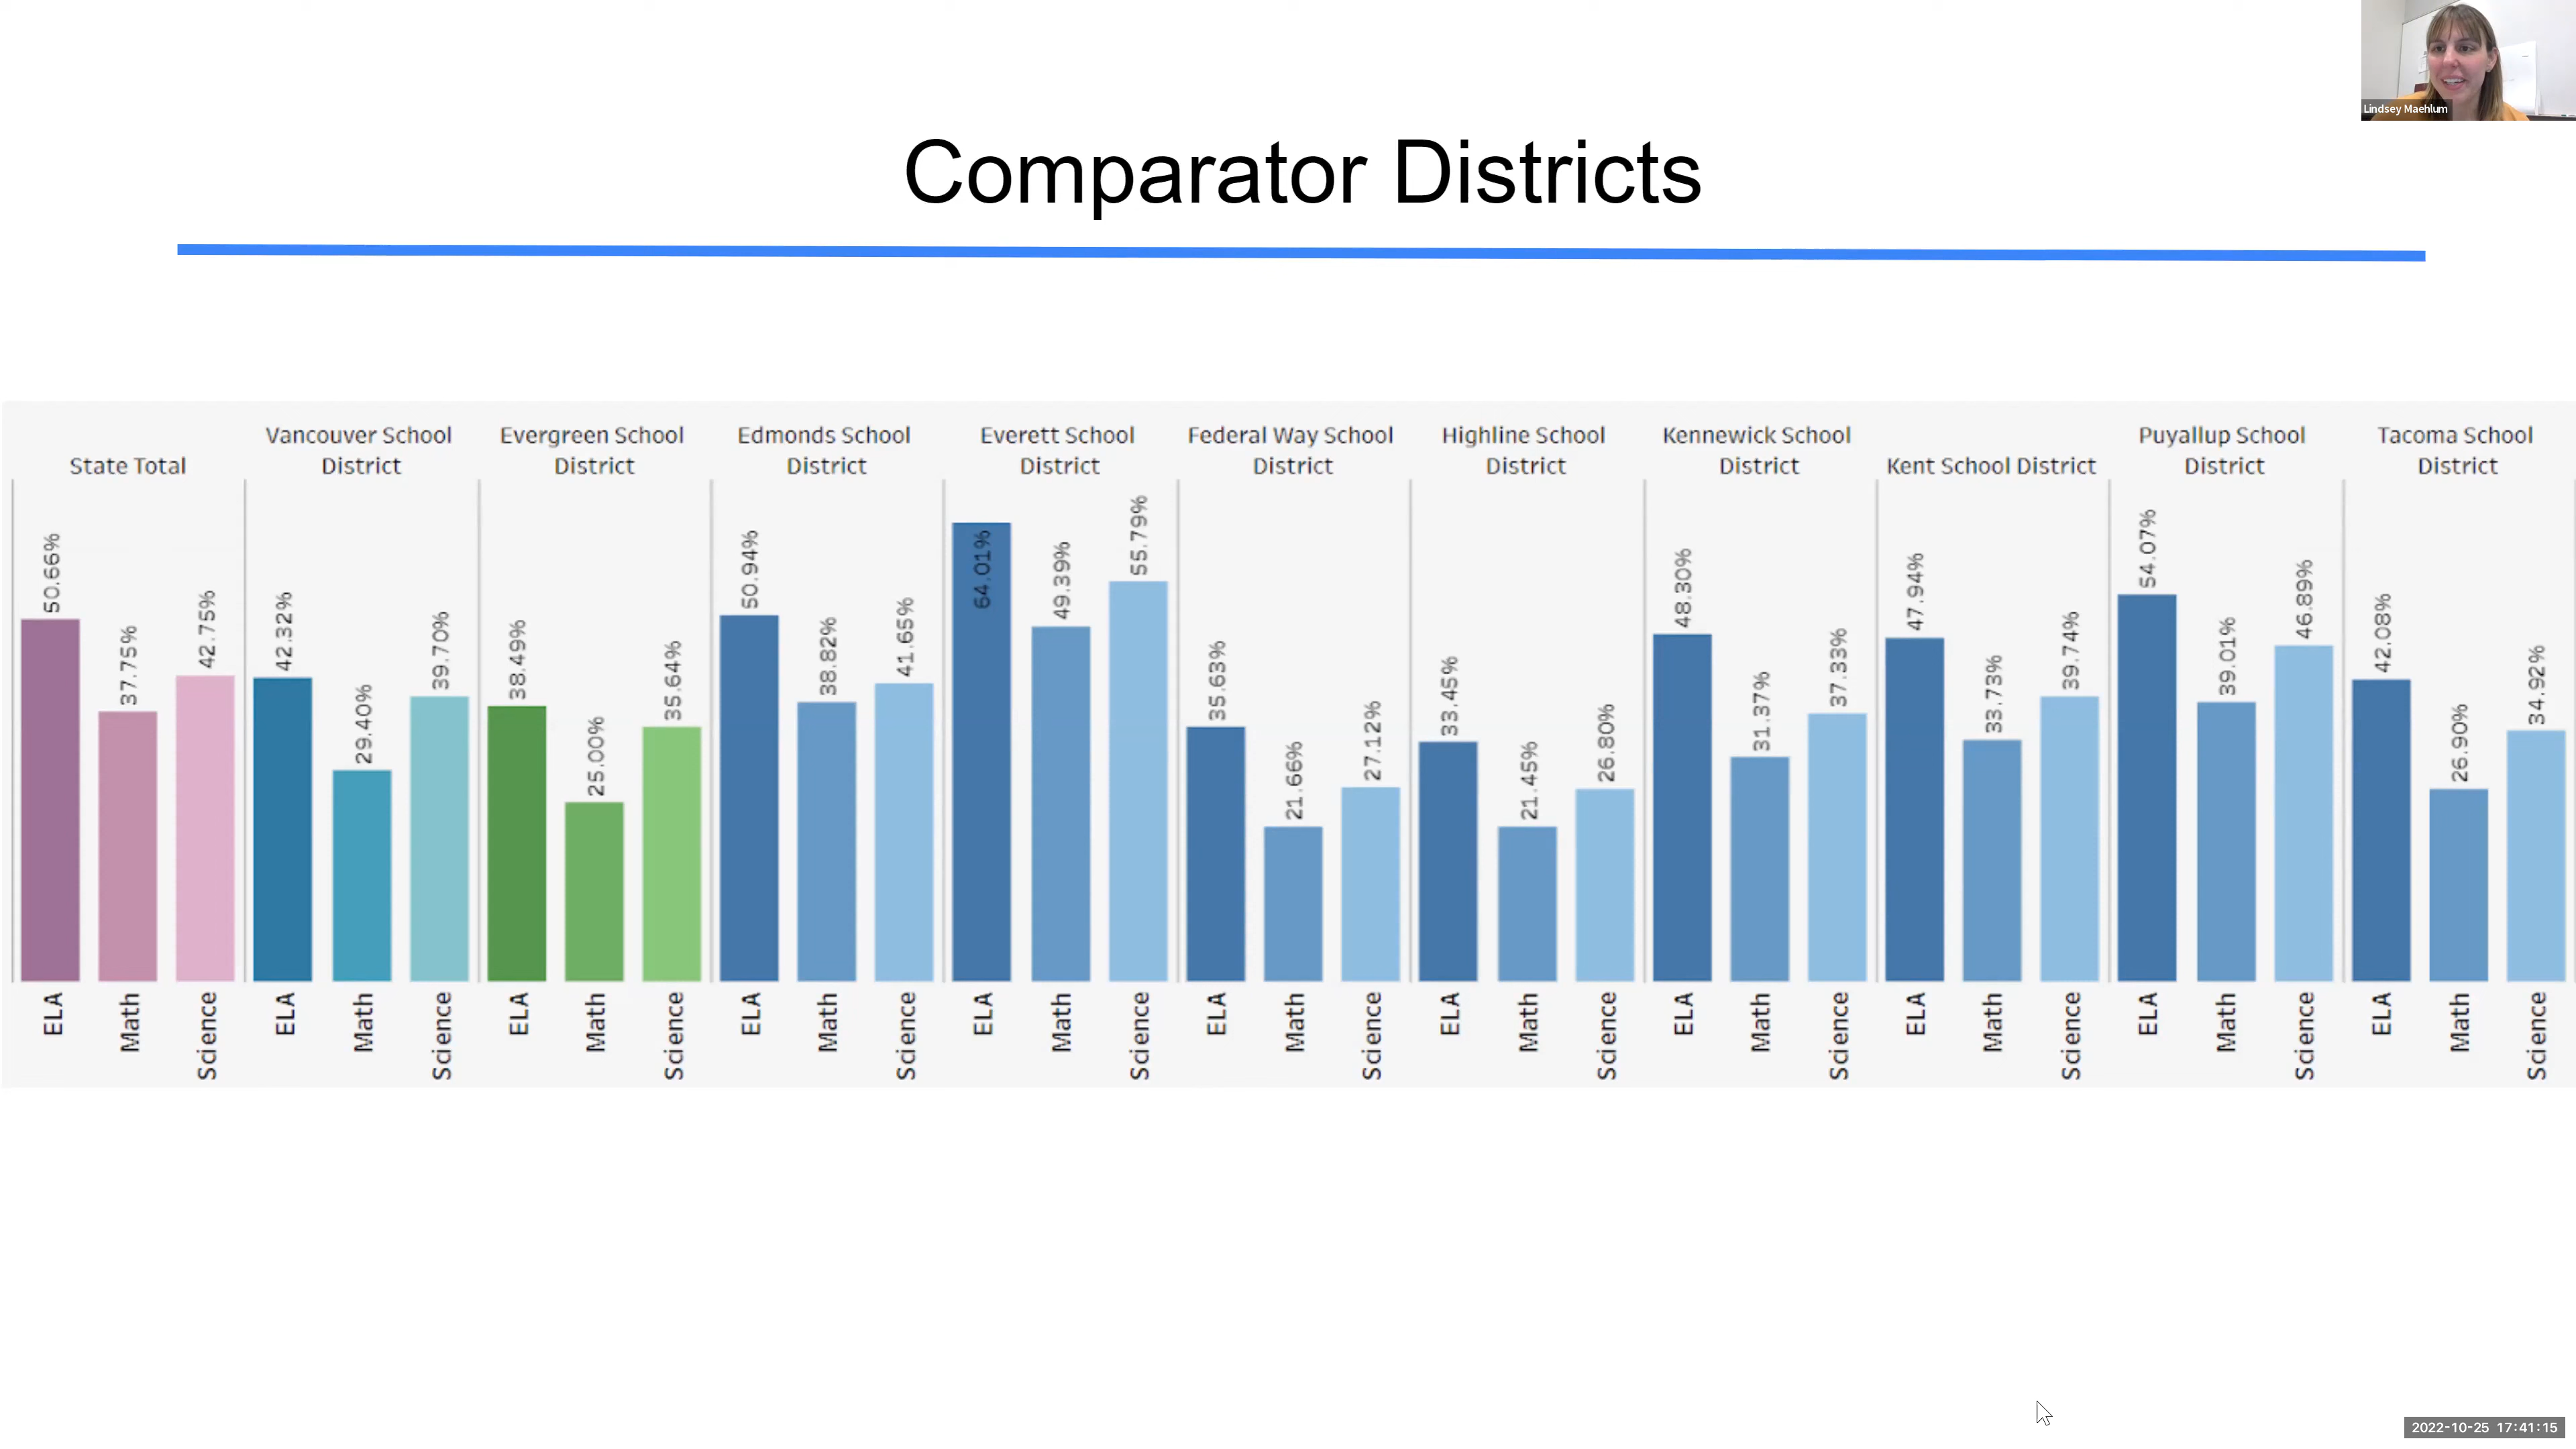 Lindsey Maehlum
Comparator Districts
State Total
Vancouver School
District
Evergreen School
District
Edmonds School
District
Everett School
District
Federal Way School
District
Highline School
District
Kennewick School
District
Kent School District
Puyallup School
District
Tacoma School
District
50.66%
37.75%
42.75%
42.32%
29.40%
39.70%
38.49%
25.00%
35.64%
50.94%
38.82%
41.65%
64.01%
49.39%
55.79%
35.63%
21.66%
27.12%
33.45%
21.45%
26.80%
48.30%
31.37%
37.33%
47.94%
33.73%
39.74%
54.07%
39.01%
46.89%
42.08%
26.90%
34.92%
ELA
Math
Science
ELA
Math
Science
ELA
Math
Science
ELA
Math
Science
ELA
Math
Science
ELA
Math
Science
ELA
Math
Science
ELA
Math
Science
ELA
Math
Science
ELA
Math
Science
ELA
Math
Science
2022-10-25 17:41:15